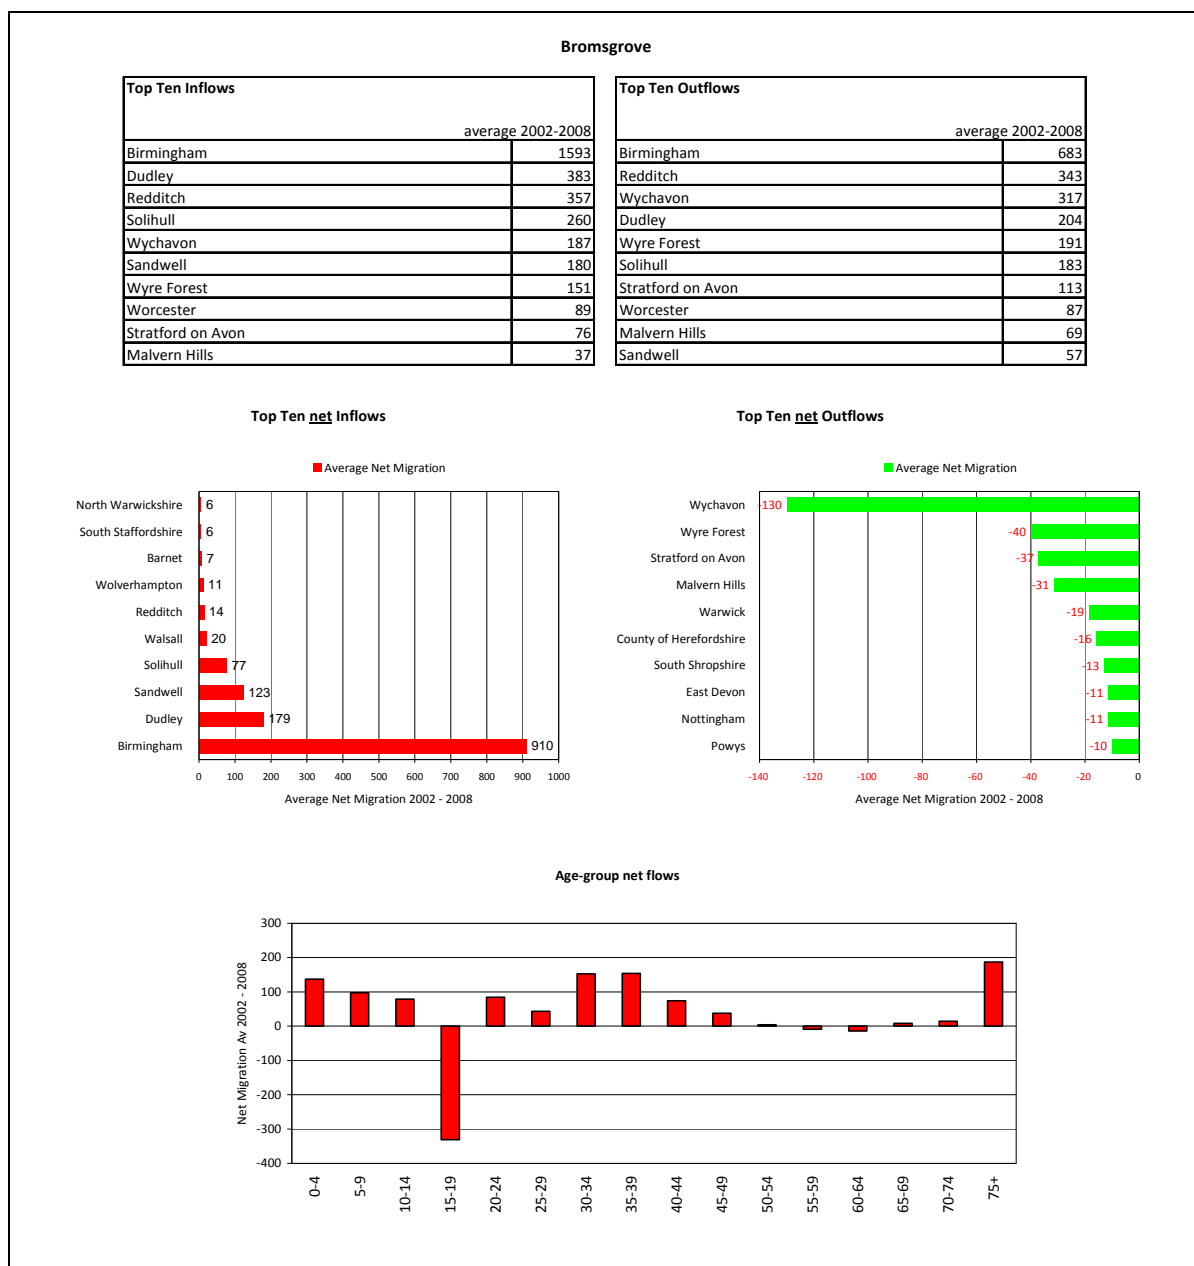 Bromsgrove
Top Ten Inflows
average 2002-2008
Birmingham 1593
Dudley 383
Redditch 357
Solihull 260
Wychavon 187
Sandwell 180
Wyre Forest 151
Worcester 89
Stratford on Avon 76
Malvern Hills 37
Top Ten Outflows
average 2002-2008
Birmingham 683
Redditch 343
Wychavon 317
Dudley 204
Wyre Forest 191
Solihull 183
Stratford on Avon 113
Worcester 87
Malvern Hills 69
Sandwell 57
Top Ten net Inflows
Average Net Migration
North Warwickshire 6
South Staffordshire 6
Barnet 7
Wolverhampton 11
Redditch 14
Walsall 20
Solihull 77
Sandwell 123
Dudley 179
Birmingham 910
0 100 200 300 400 500 600 700 800 900 1000
Average Net Migration 2002 - 2008
Top Ten net Outflows
Average Net Migration
Wychavon -130
Wyre Forest -40
Stratford on Avon -37
Malvern Hills -31
Warwick -19
County of Herefordshire -16
South Shropshire -13
East Devon -11
Nottingham -11
Powys -10
-140 -120 -100 -80 -60 -40 -20 0
Average Net Migration 2002 - 2008
Age-group net flows
Net Migration Av 2002 - 2008
300
200
100
0
-100
-200
-300
-400
0-4 5-9 10-14 15-19 20-24 25-29 30-34 35-39 40-44 45-49 50-54 55-59 60-64 65-69 70-74 75+